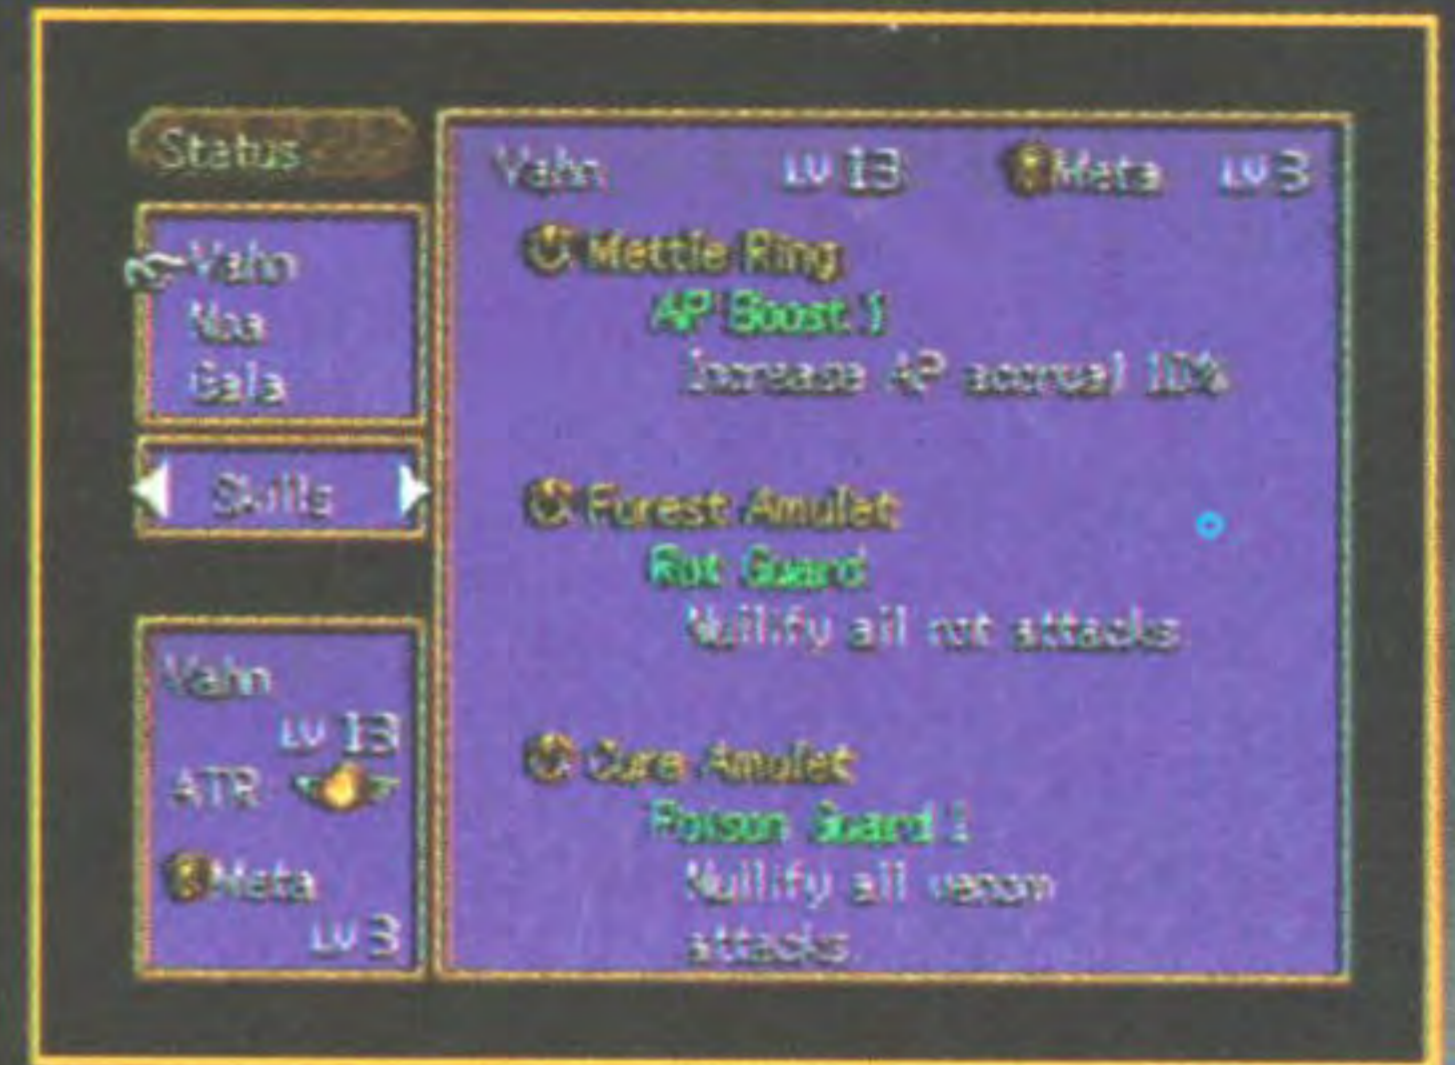 Status
Vahn
Noa
Gala
Skills
Vahn
LV 13
ATR
Meta
LV 3
Vahn LV 13 Meta LV 3
Mettle Ring
AP Boost 1
Increase AP accrual 10%
Forest Amulet
Rot Guard
Nullify all rot attacks.
Cure Amulet
Poison Guard 1
Nullify all venom
attacks.